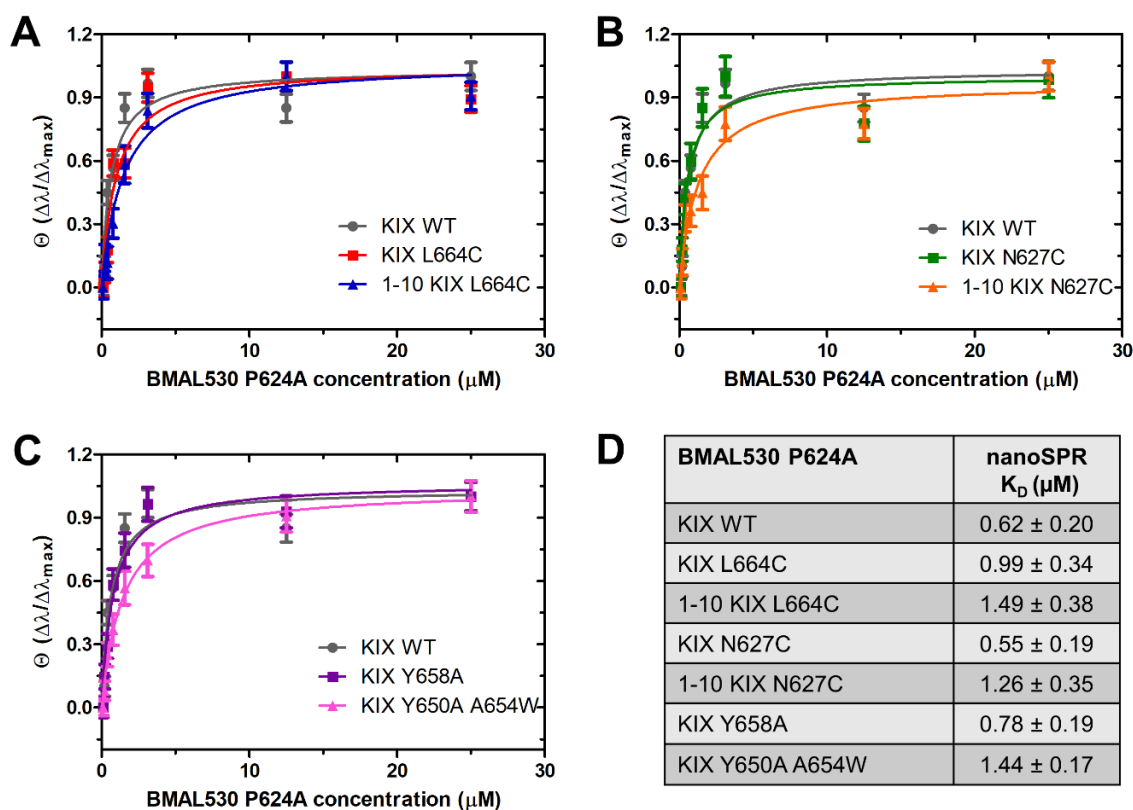 A
1.2
0.9
0.6
0.3
0.0
Θ (Δλ/Δλmax)
KIX WT
KIX L664C
1-10 KIX L664C
0 10 20 30
BMAL530 P624A concentration (μM)
B
1.2
0.9
0.6
0.3
0.0
Θ (Δλ/Δλmax)
KIX WT
KIX N627C
1-10 KIX N627C
0 10 20 30
BMAL530 P624A concentration (μM)
C
1.2
0.9
0.6
0.3
0.0
Θ (Δλ/Δλmax)
KIX WT
KIX Y658A
KIX Y650A A654W
0 10 20 30
BMAL530 P624A concentration (μM)
D
BMAL530 P624A nanoSPR
KD (μM)
KIX WT 0.62 ± 0.20
KIX L664C 0.99 ± 0.34
1-10 KIX L664C 1.49 ± 0.38
KIX N627C 0.55 ± 0.19
1-10 KIX N627C 1.26 ± 0.35
KIX Y658A 0.78 ± 0.19
KIX Y650A A654W 1.44 ± 0.17